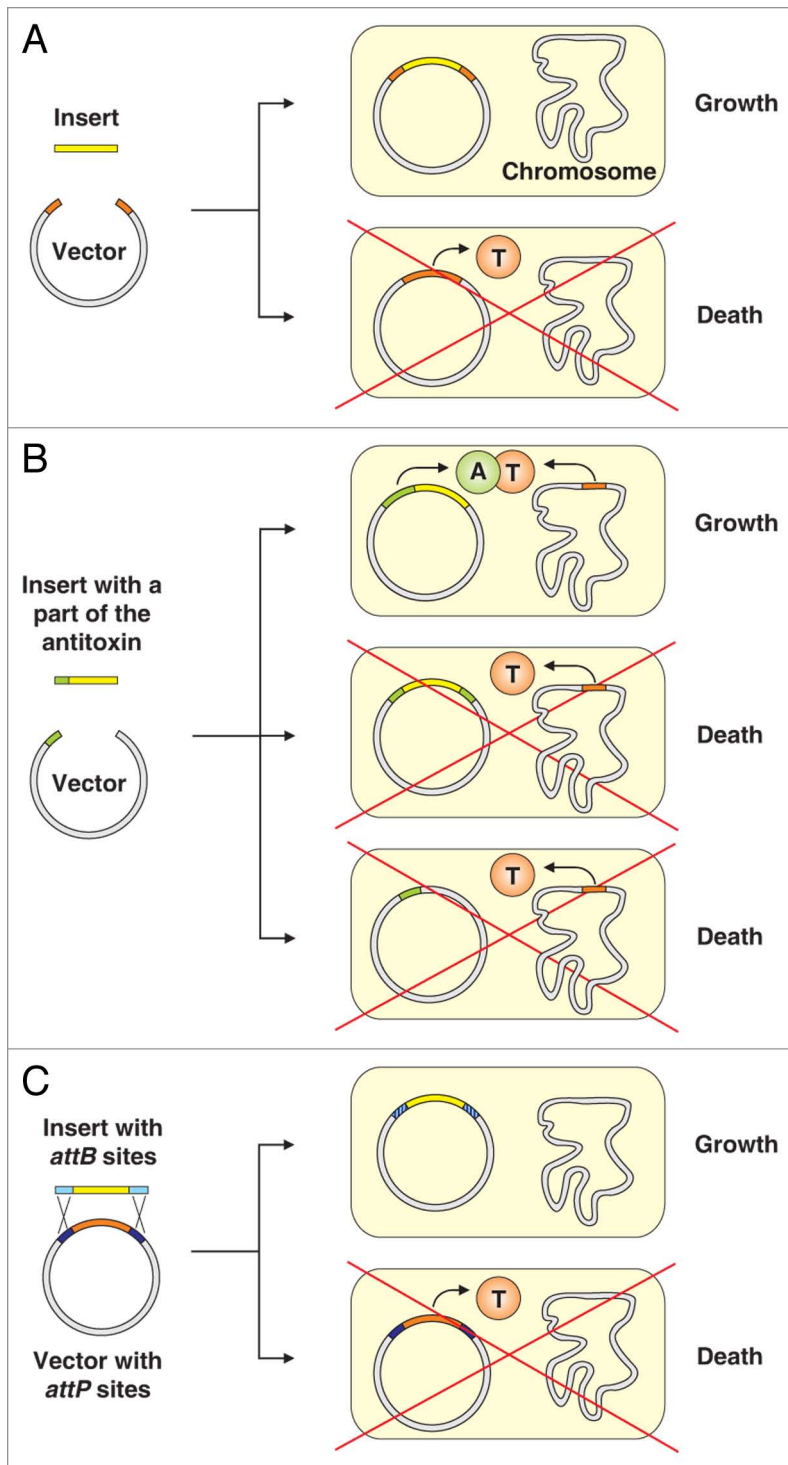 A
Insert
Vector
Chromosome
Growth
T
Death
B
Insert with a
part of the
antitoxin
Vector
A T
Growth
T
Death
T
Death
C
Insert with
attB sites
Vector with
attP sites
Growth
T
Death